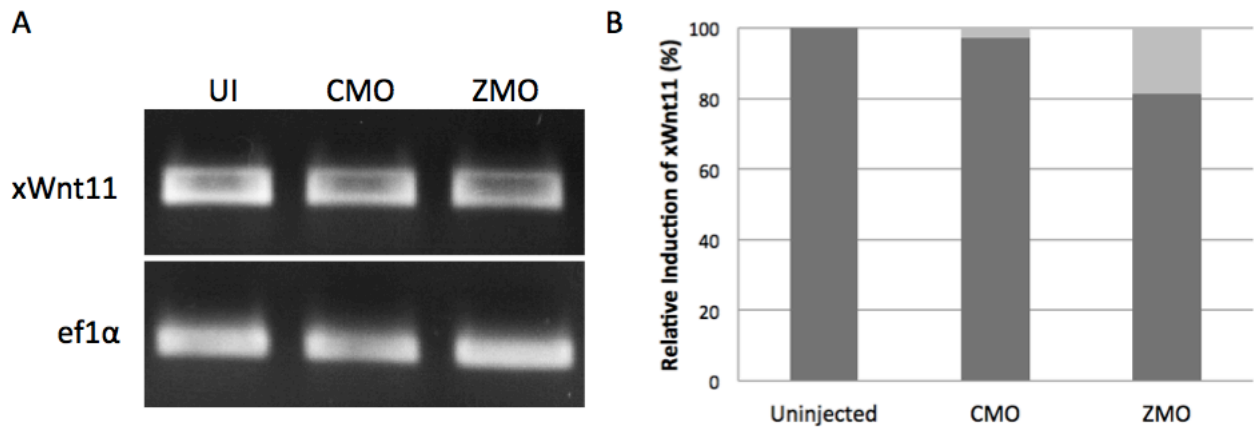 A
UI CMO ZMO
xWnt11
ef1α
B
Relative Induction of xWnt11 (%)
100
80
60
40
20
0
Uninjected CMO ZMO